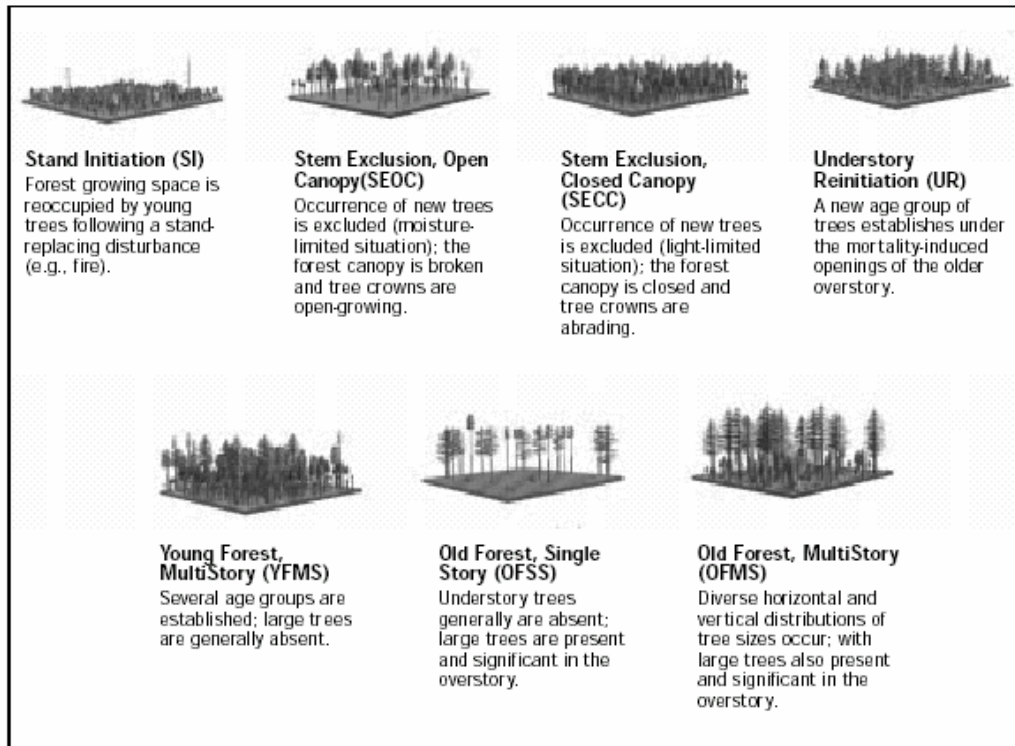 Stand Initiation (SI)
Forest growing space is
reoccupied by young
trees following a stand-
replacing disturbance
(e.g., fire).
Stem Exclusion, Open
Canopy(SEOC)
Occurrence of new trees
is excluded (moisture-
limited situation); the
forest canopy is broken
and tree crowns are
open-growing.
Stem Exclusion,
Closed Canopy
(SECC)
Occurrence of new trees
is excluded (light-limited
situation); the forest
canopy is closed and
tree crowns are
abrading.
Understory
Reinitiation (UR)
A new age group of
trees establishes under
the mortality-induced
openings of the older
overstory.
Young Forest,
MultiStory (YFMS)
Several age groups are
established; large trees
are generally absent.
Old Forest, Single
Story (OFSS)
Understory trees
generally are absent;
large trees are present
and significant in the
overstory.
Old Forest, MultiStory
(OFMS)
Diverse horizontal and
vertical distributions of
tree sizes occur; with
large trees also present
and significant in the
overstory.